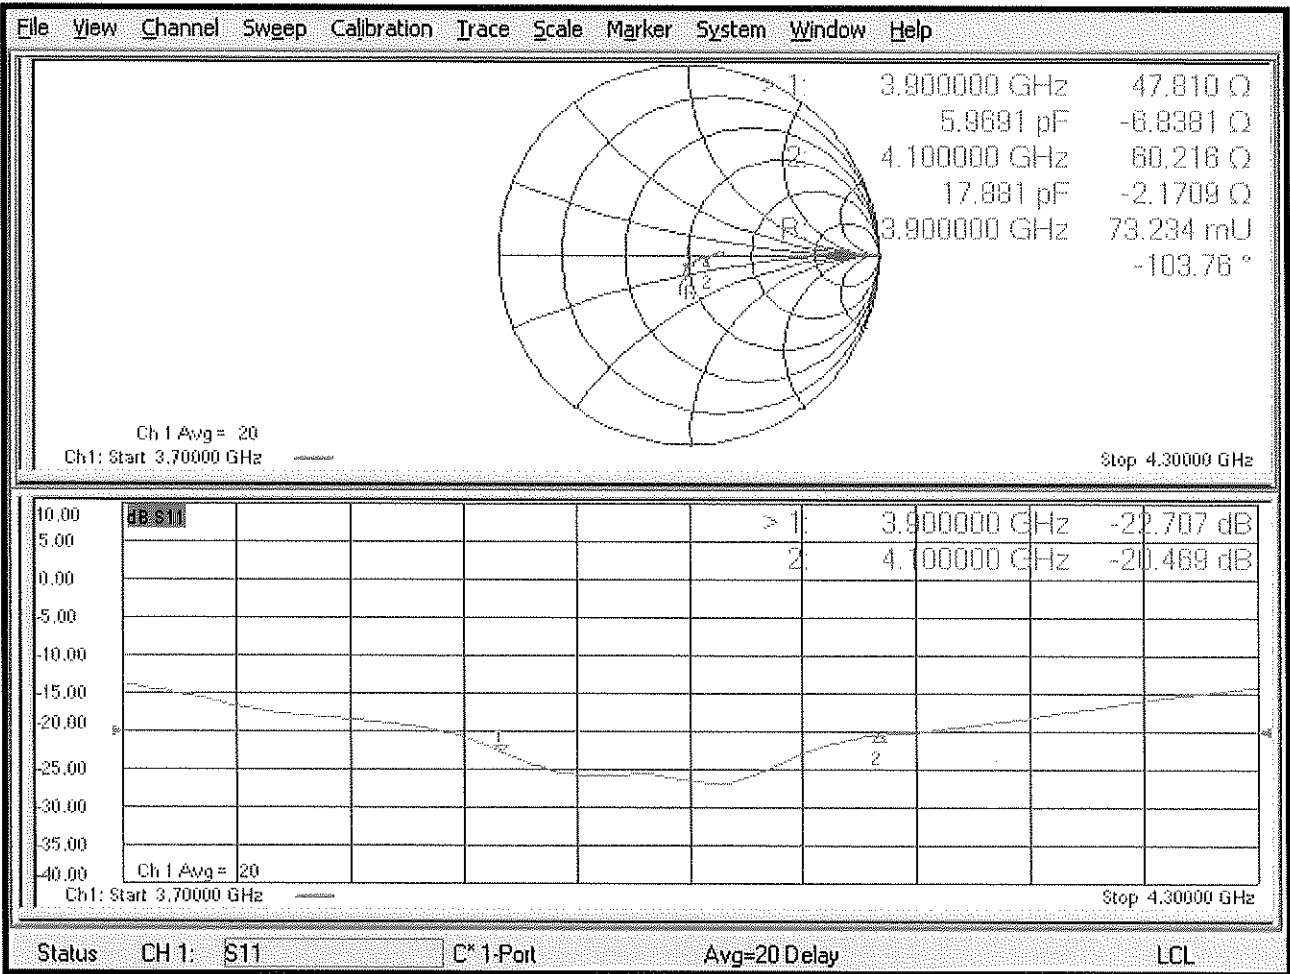 File View Channel Sweep Calibration Trace Scale Marker System Window Help
> 1: 3.900000 GHz 47.810 Ω
5.9691 pF -6.8381 Ω
2: 4.100000 GHz 60.216 Ω
17.881 pF -2.1709 Ω
R 3.900000 GHz 73.234 mU
-103.76 °
2
Ch 1 Avg = 20
Ch1: Start 3.70000 GHz
Stop 4.30000 GHz
10.00
dB S11
> 1: 3.900000 GHz -22.707 dB
5.00
2: 4.100000 GHz -20.469 dB
0.00
-5.00
-10.00
-15.00
-20.00
1
2
-25.00
-30.00
-35.00
-40.00
Ch 1 Avg = 20
Ch1: Start 3.70000 GHz
Stop 4.30000 GHz
Status CH 1: S11 C* 1-Port Avg=20 Delay LCL